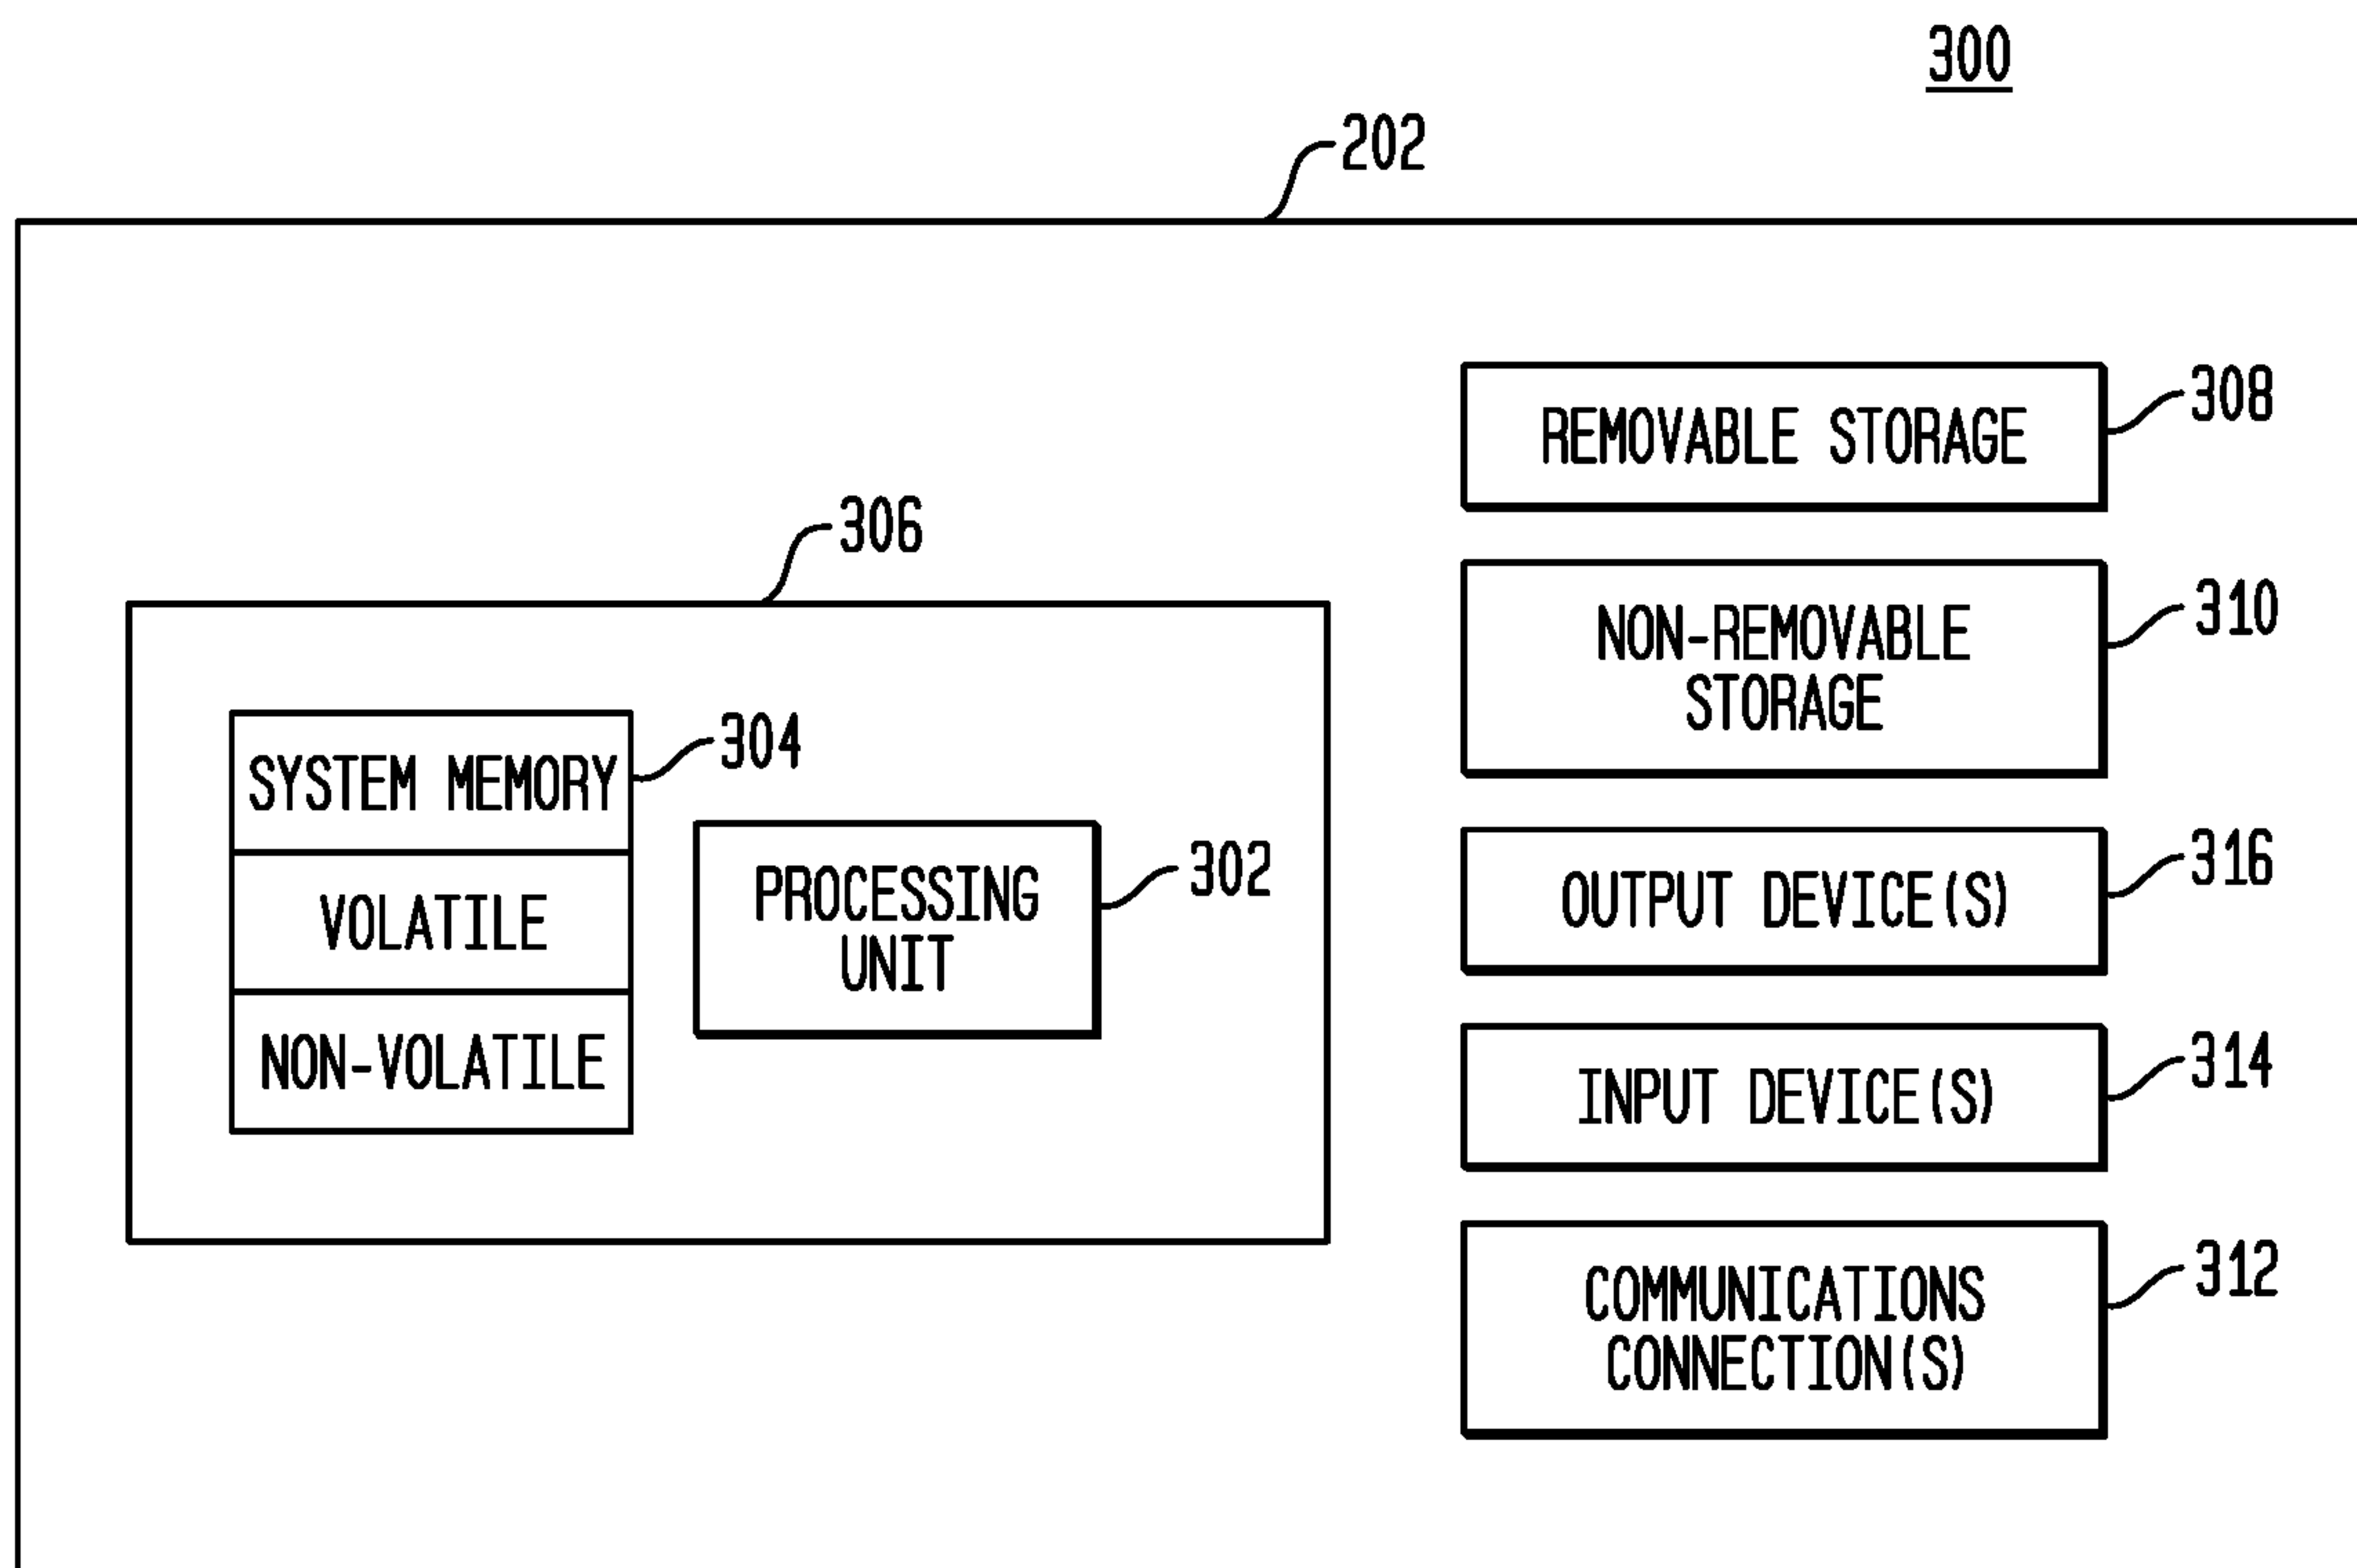 300
202
306
SYSTEM MEMORY
304
VOLATILE
NON-VOLATILE
PROCESSING
UNIT
302
REMOVABLE STORAGE
308
NON-REMOVABLE
STORAGE
310
OUTPUT DEVICE(S)
316
INPUT DEVICE(S)
314
COMMUNICATIONS
CONNECTION(S)
312